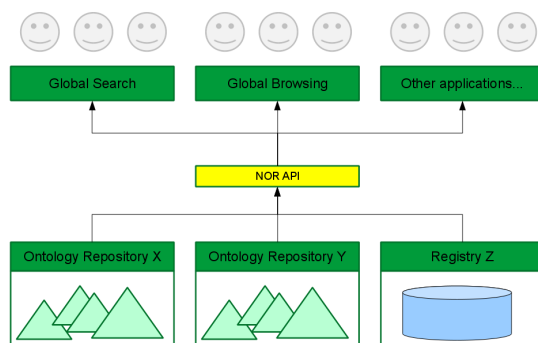 Global Search
Global Browsing
Other applications...
NOR API
Ontology Repository X
Ontology Repository Y
Registry Z